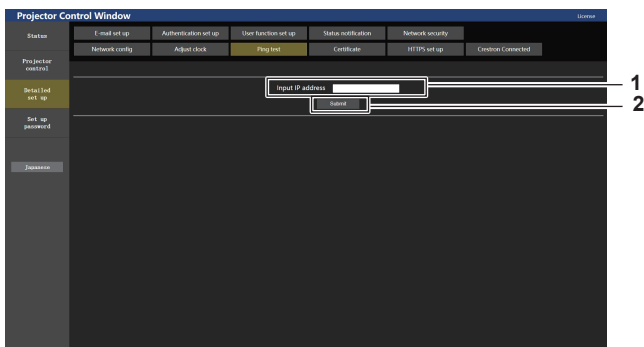 Projector Control Window License
Status E-mail set up Authentication set up User function set up Status notification Network security
Network config Adjust clock Ping test Certificate HTTPS set up Crestron Connected
Projector
control
Input IP address 1
Detailed
set up
Submit 2
Set up
password
Japanese